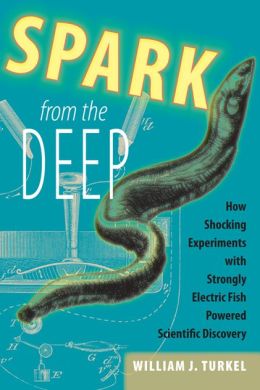 SPARK
from the
DEEP
How
Shocking
Experiments
with
Strongly
Electric Fish
Powered
Scientific Discovery
WILLIAM J. TURKEL